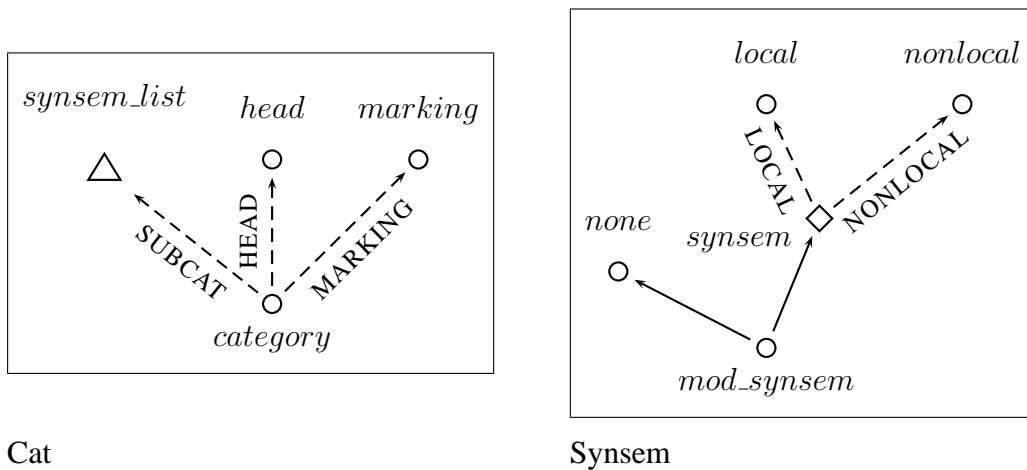 synsem_list
head
marking
SUBCAT
HEAD
MARKING
category
Cat
local
nonlocal
LOCAL
NONLOCAL
none
synsem
mod_synsem
Synsem